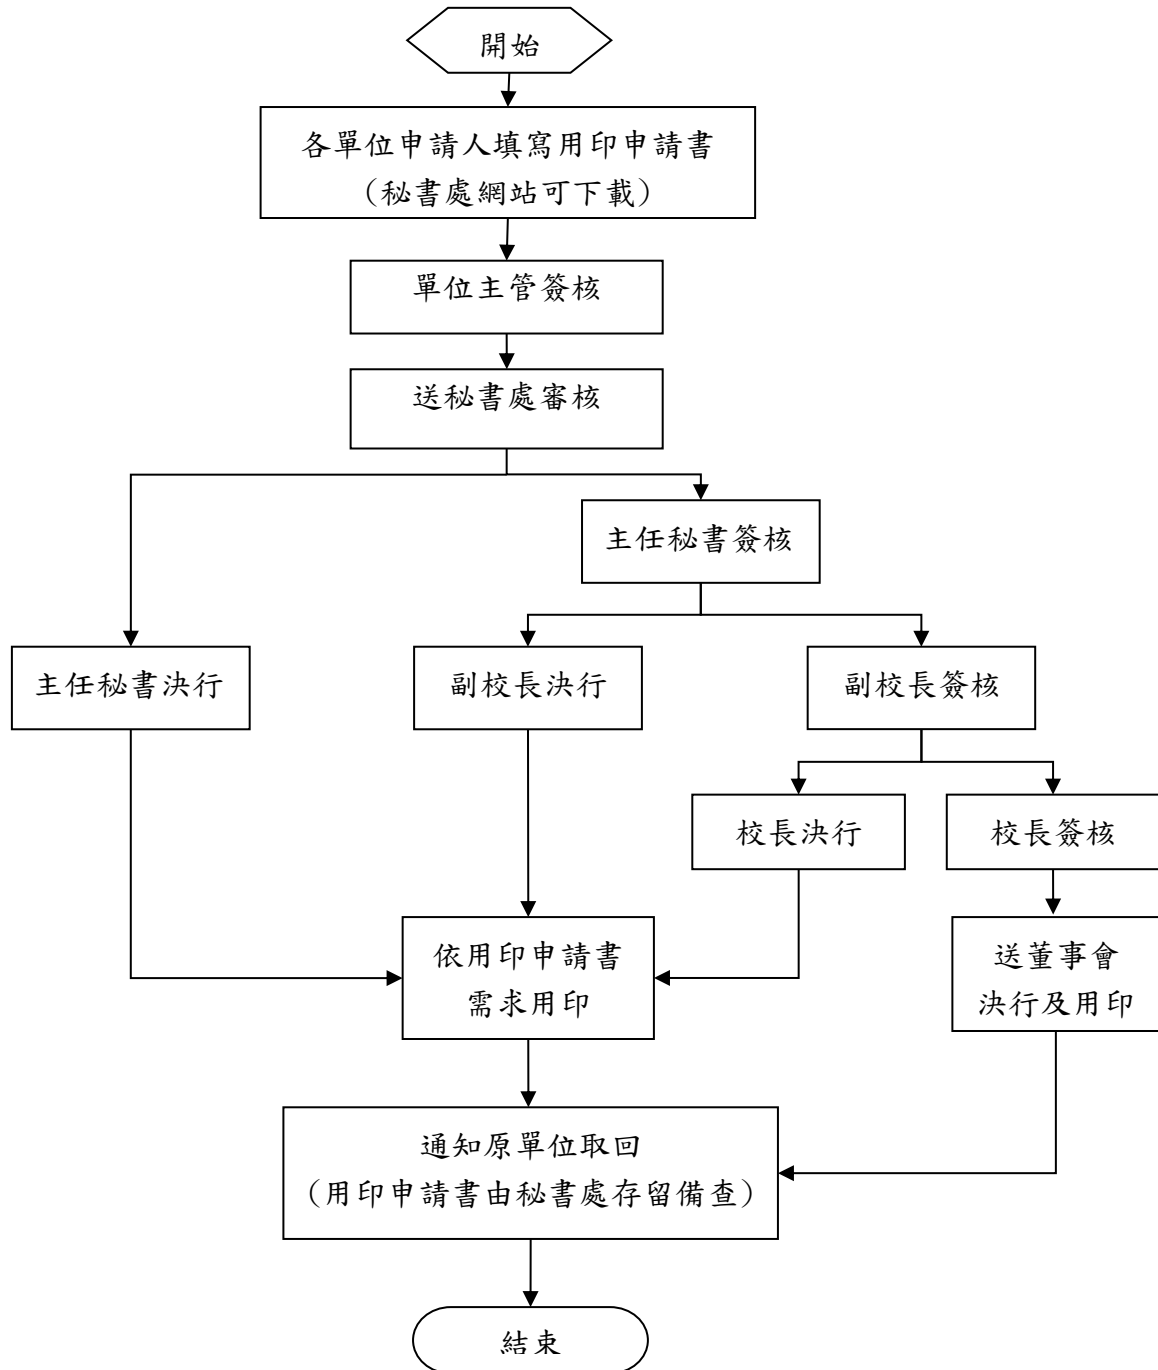 開始
各單位申請人填寫用印申請書
（秘書處網站可下載）
單位主管簽核
送秘書處審核
主任秘書簽核
主任秘書決行
副校長決行
副校長簽核
校長決行
校長簽核
依用印申請書
需求用印
送董事會
決行及用印
通知原單位取回
（用印申請書由秘書處存留備查）
結束